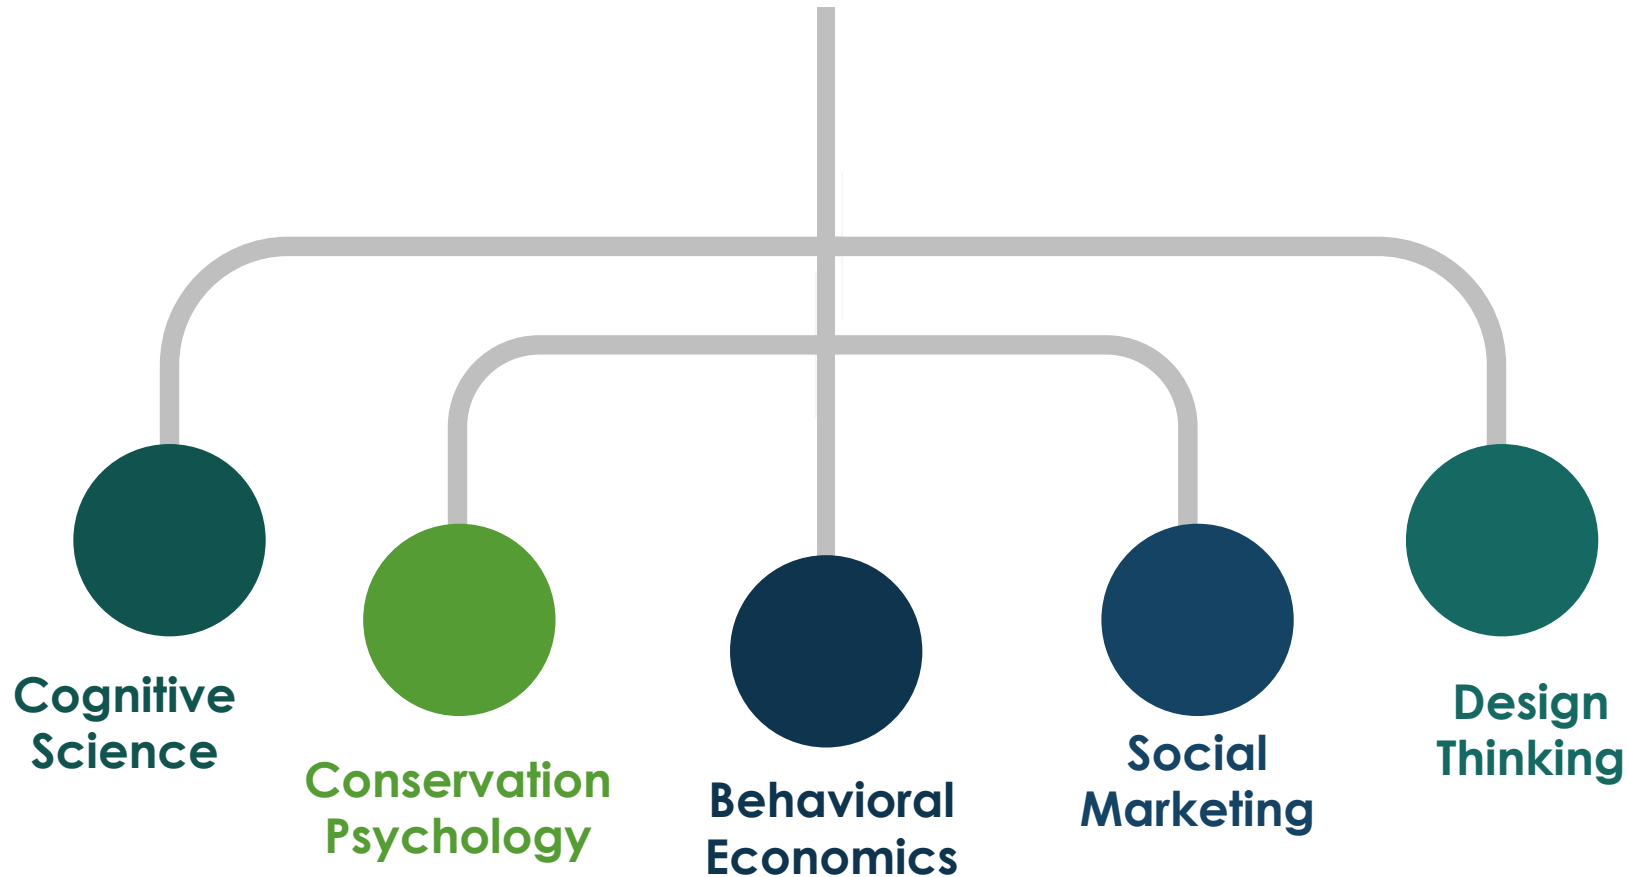 Cognitive
Science
Conservation
Psychology
Behavioral
Economics
Social
Marketing
Design
Thinking